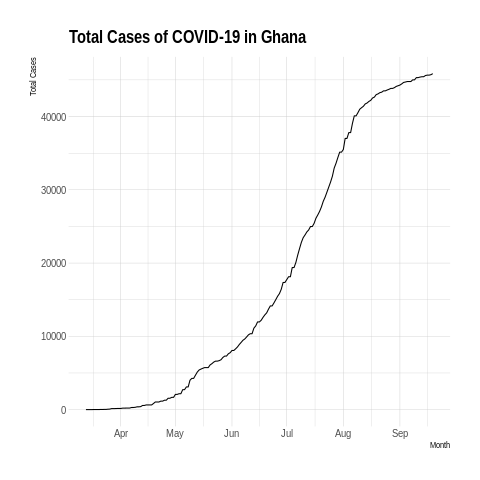 Total Cases of COVID-19 in Ghana
Total Cases
40000
30000
20000
10000
0
Apr May Jun Jul Aug Sep
Month